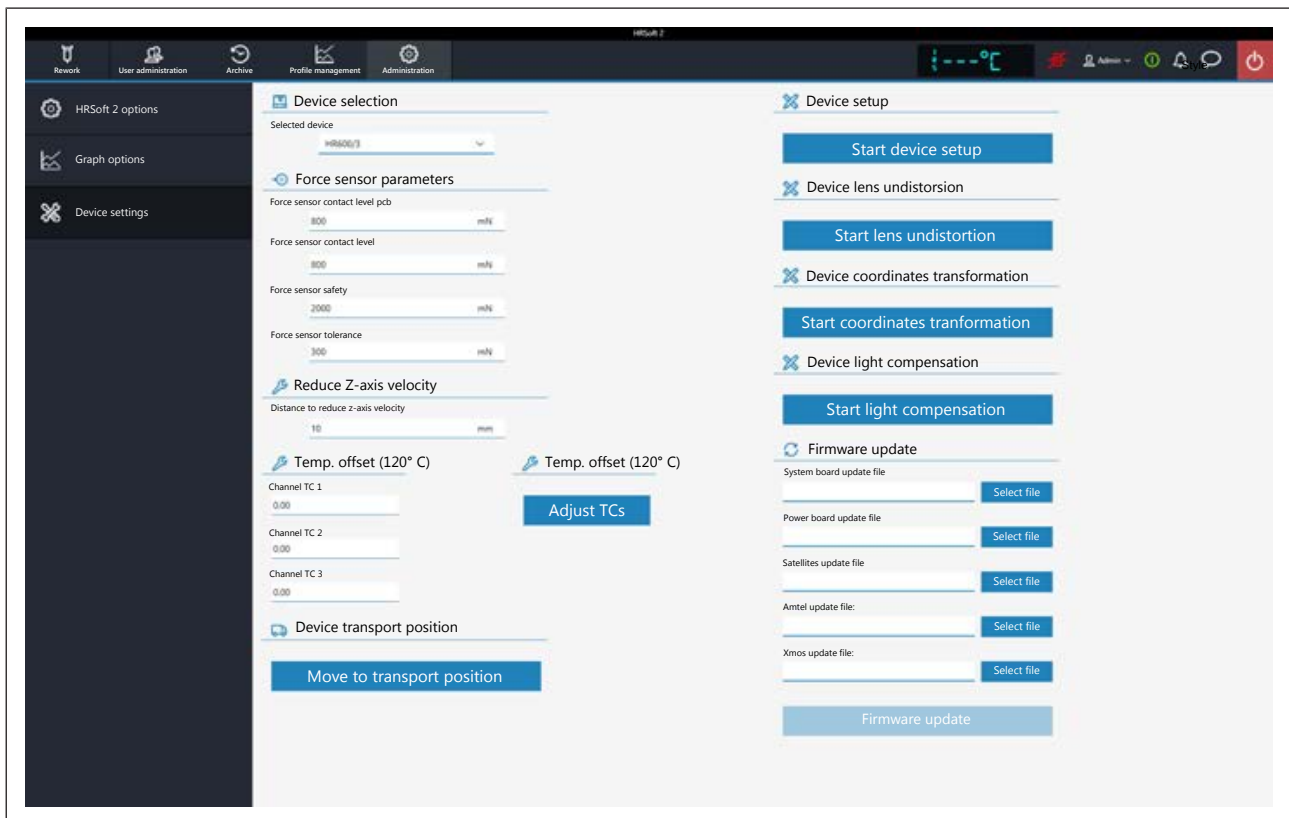 HRSoft 2
Rework
User administration
Archive
Profile management
Administration
---°C
Admin
Style
HRSoft 2 options
Graph options
Device settings
Device selection
Selected device
HR600/3
Force sensor parameters
Force sensor contact level pcb
800 mN
Force sensor contact level
800 mN
Force sensor safety
2000 mN
Force sensor tolerance
300 mN
Reduce Z-axis velocity
Distance to reduce z-axis velocity
10 mm
Temp. offset (120° C)
Channel TC 1
0.00
Channel TC 2
0.00
Channel TC 3
0.00
Temp. offset (120° C)
Adjust TCs
Device transport position
Move to transport position
Device setup
Start device setup
Device lens undistorsion
Start lens undistortion
Device coordinates transformation
Start coordinates tranformation
Device light compensation
Start light compensation
Firmware update
System board update file
Select file
Power board update file
Select file
Satellites update file
Select file
Amtel update file:
Select file
Xmos update file:
Select file
Firmware update